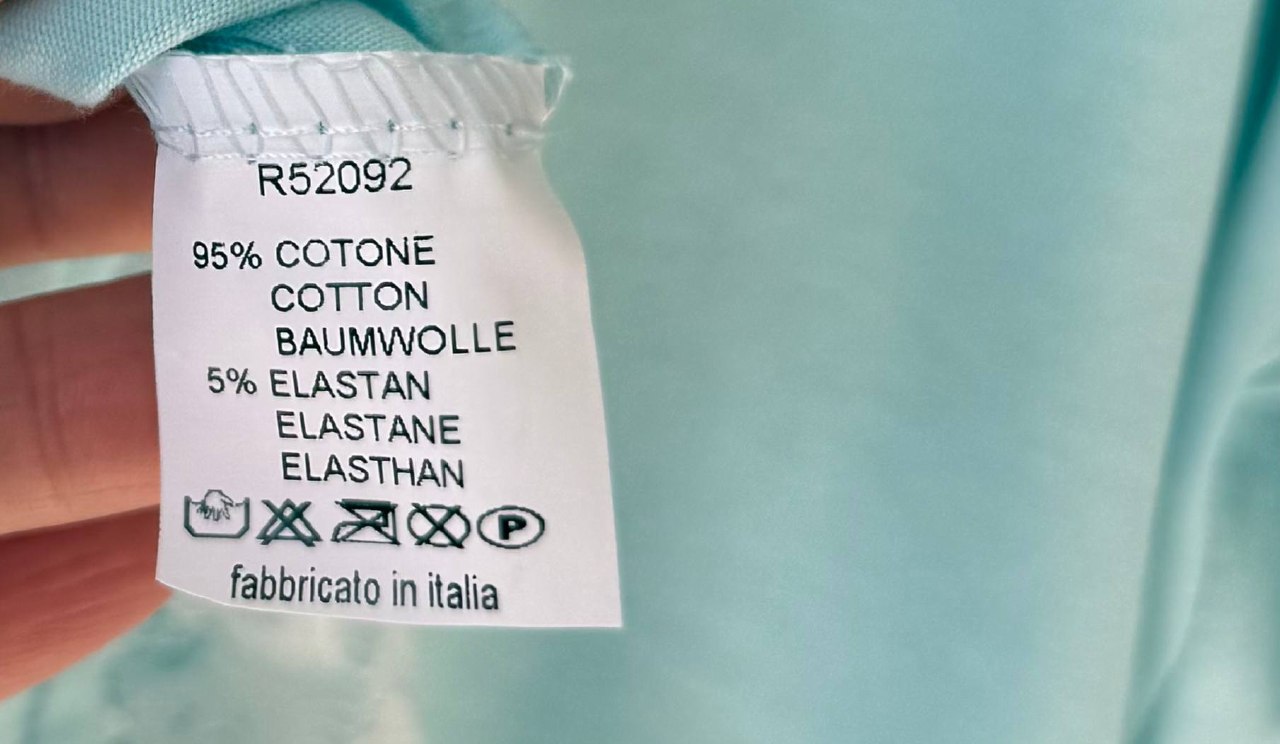 R52092
95% COTONE
COTTON
BAUMWOLLE
5% ELASTAN
ELASTANE
ELASTHAN
P
fabbricato in italia